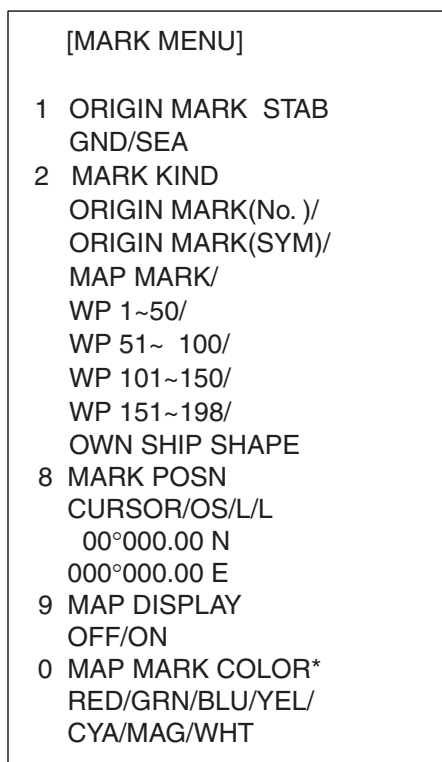 [MARK MENU]
1 ORIGIN MARK STAB
GND/SEA
2 MARK KIND
ORIGIN MARK(No. )/
ORIGIN MARK(SYM)/
MAP MARK/
WP 1~50/
WP 51~ 100/
WP 101~150/
WP 151~198/
OWN SHIP SHAPE
8 MARK POSN
CURSOR/OS/L/L
00°000.00 N
000°000.00 E
9 MAP DISPLAY
OFF/ON
0 MAP MARK COLOR*
RED/GRN/BLU/YEL/
CYA/MAG/WHT